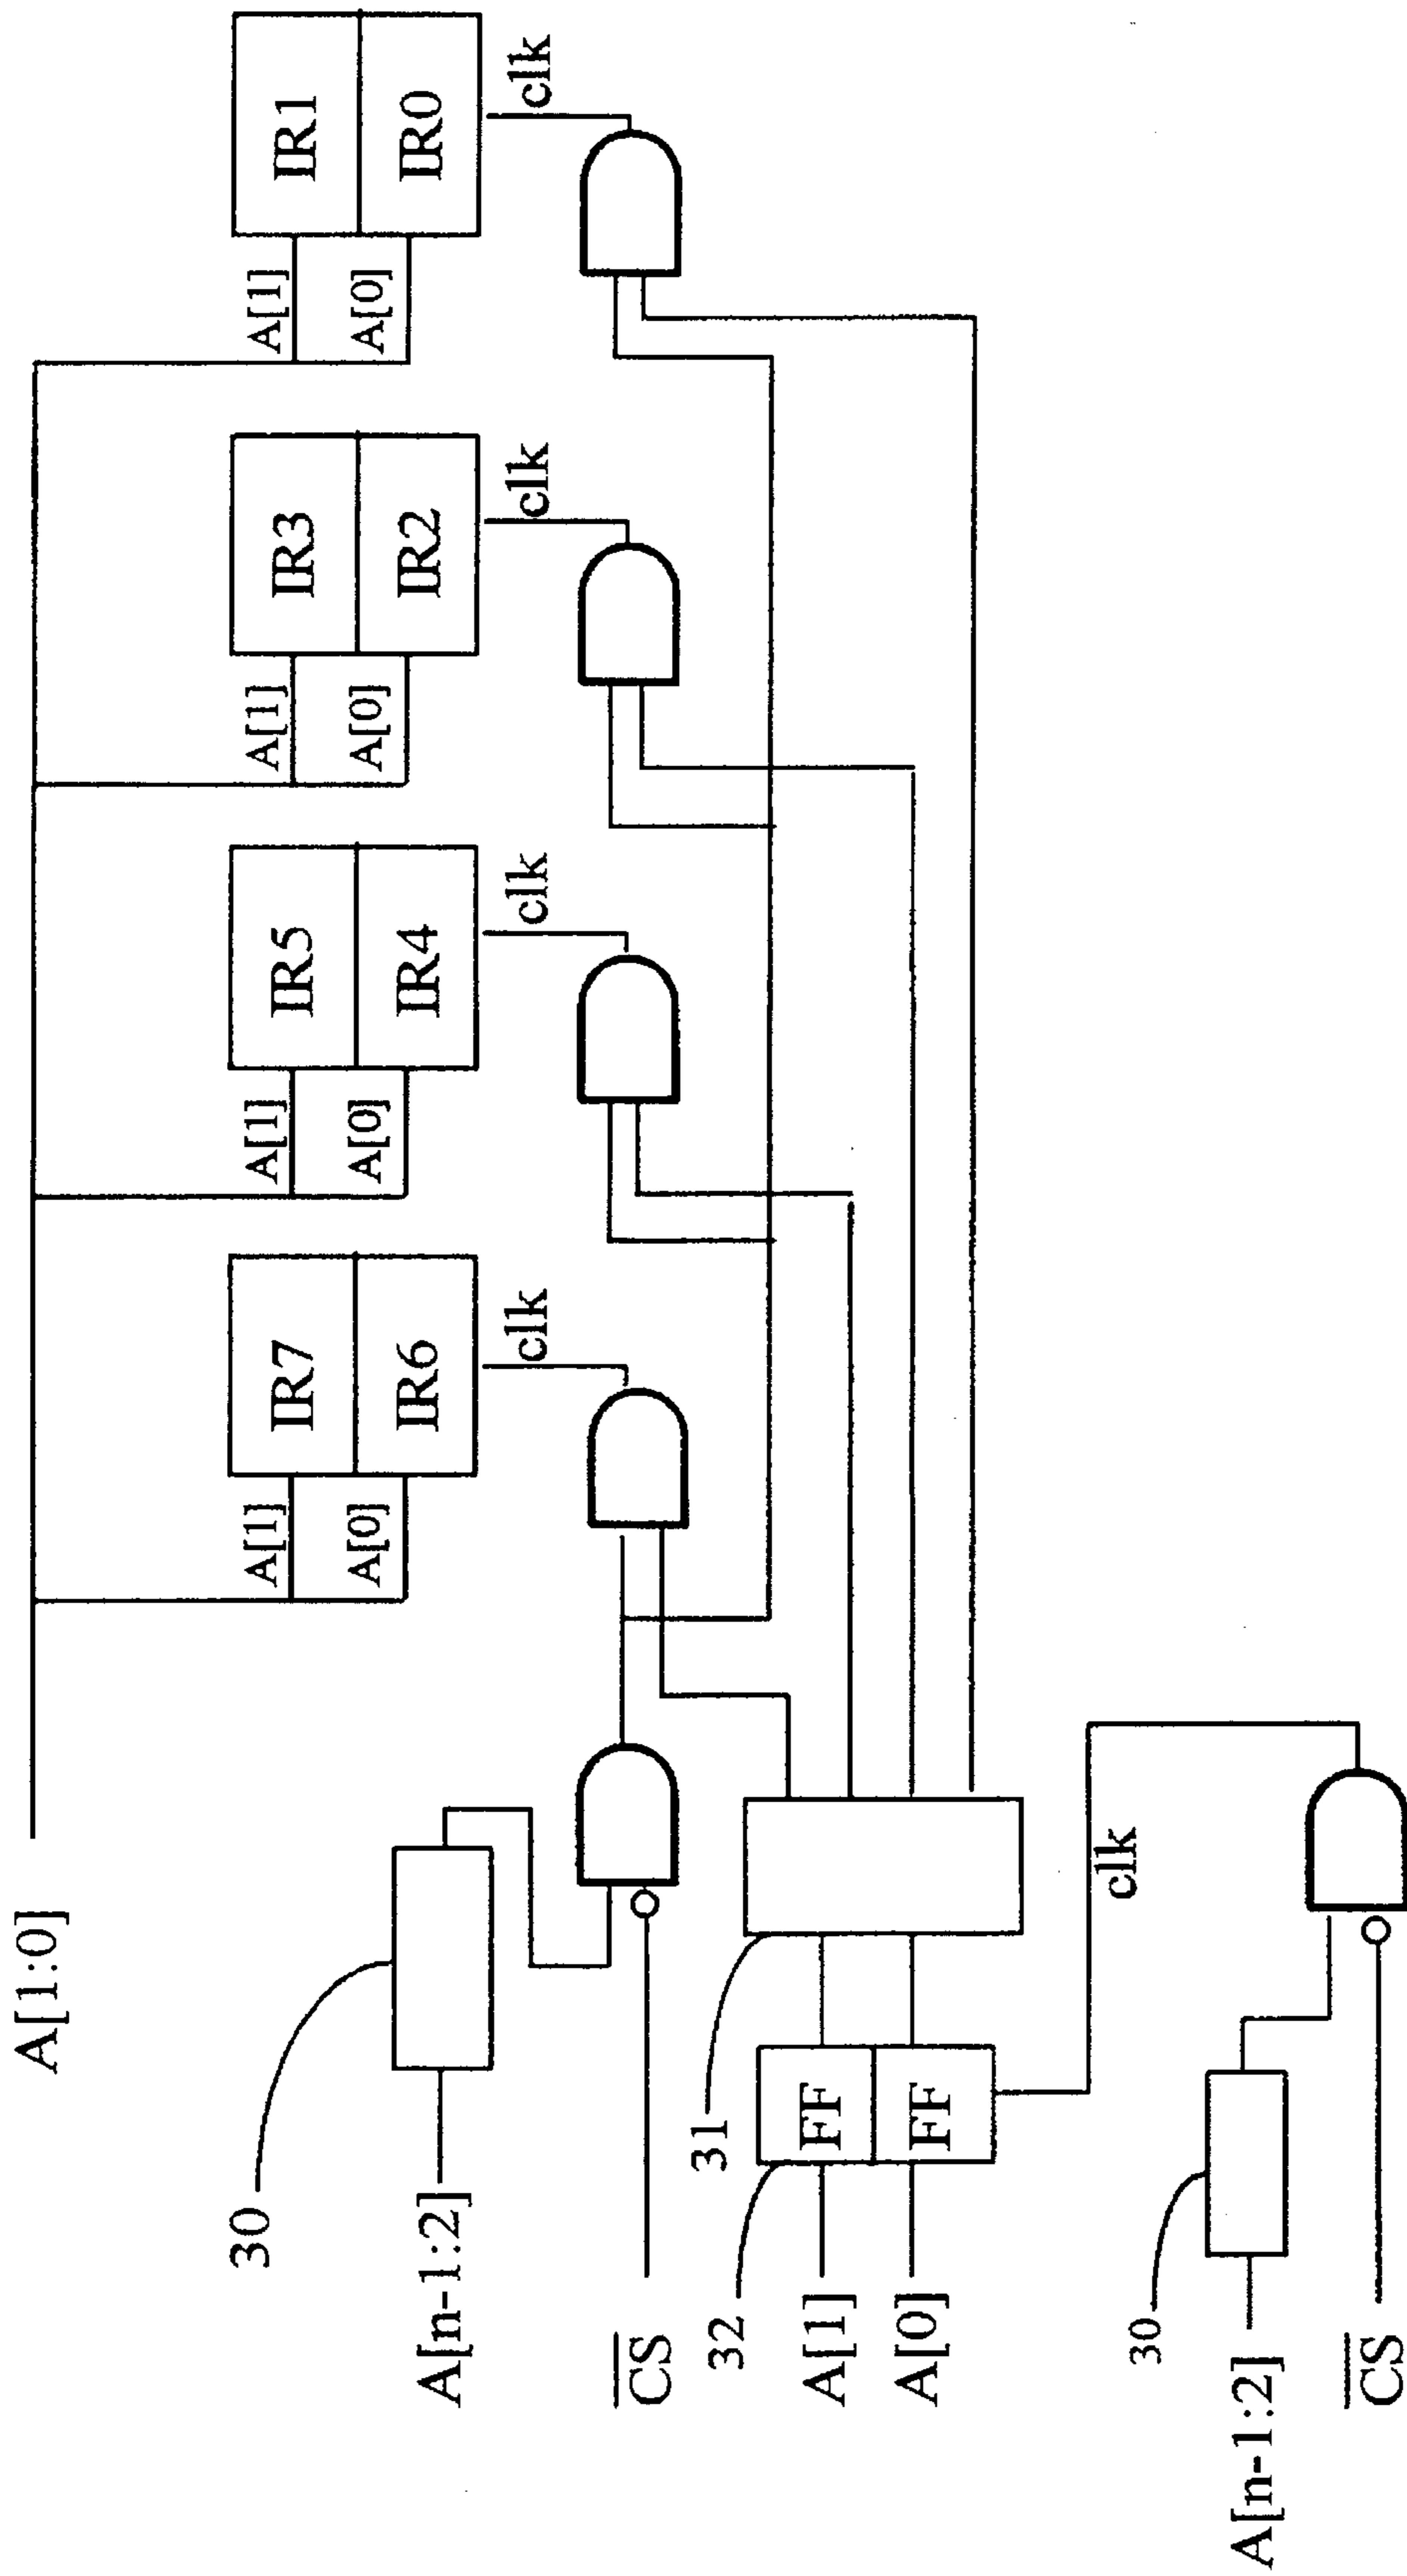 A[1:0]
A[1]
A[0]
IR7
IR6
clk
A[1]
A[0]
IR5
IR4
clk
A[1]
A[0]
IR3
IR2
clk
A[1]
A[0]
IR1
IR0
clk
30
A[n-1:2]
CS
31
32
A[1]
A[0]
FF
FF
clk
30
A[n-1:2]
CS